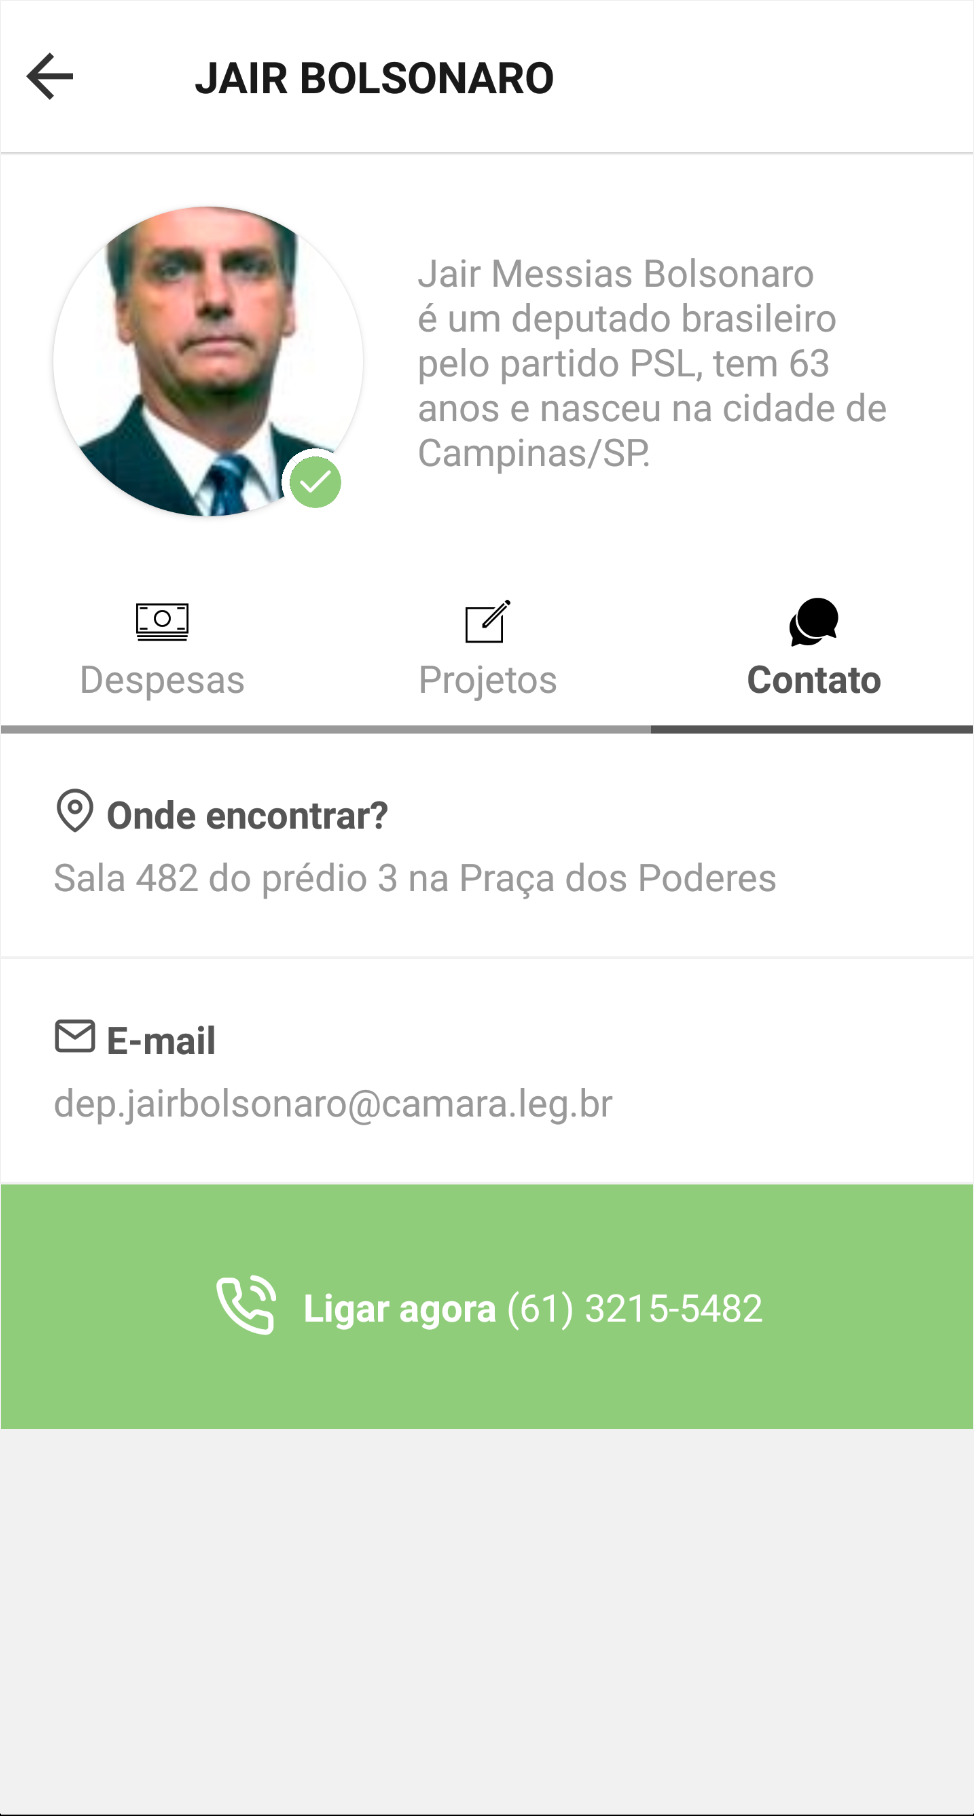 JAIR BOLSONARO
Jair Messias Bolsonaro
é um deputado brasileiro
pelo partido PSL, tem 63
anos e nasceu na cidade de
Campinas/SP.
Despesas
Projetos
Contato
Onde encontrar?
Sala 482 do prédio 3 na Praça dos Poderes
E-mail
dep.jairbolsonaro@camara.leg.br
Ligar agora (61) 3215-5482